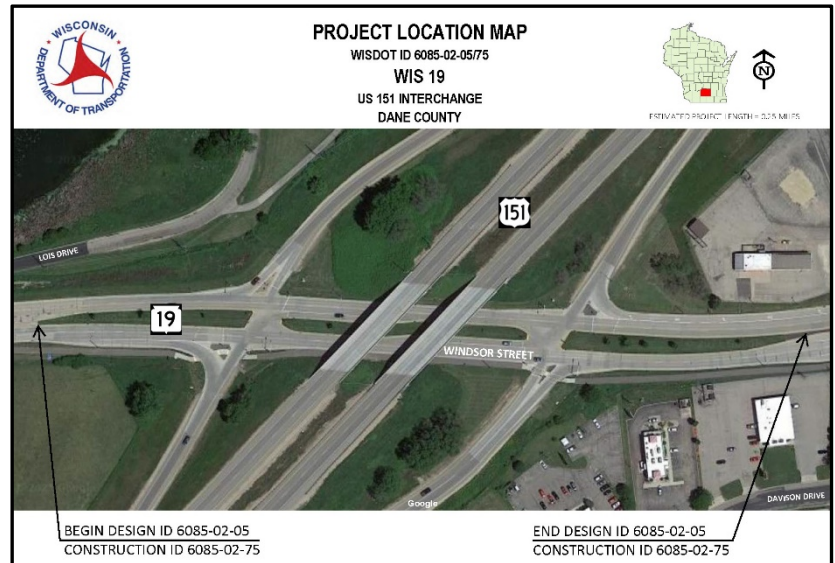 WISCONSIN
DEPARTMENT OF TRANSPORTATION
PROJECT LOCATION MAP
WISDOT ID 6085-02-05/75
WIS 19
US 151 INTERCHANGE
DANE COUNTY
N
ESTIMATED PROJECT LENGTH = 0.25 MILES
151
LOIS DRIVE
19
WINDSOR STREET
Google
DAVISON DRIVE
BEGIN DESIGN ID 6085-02-05
CONSTRUCTION ID 6085-02-75
END DESIGN ID 6085-02-05
CONSTRUCTION ID 6085-02-75